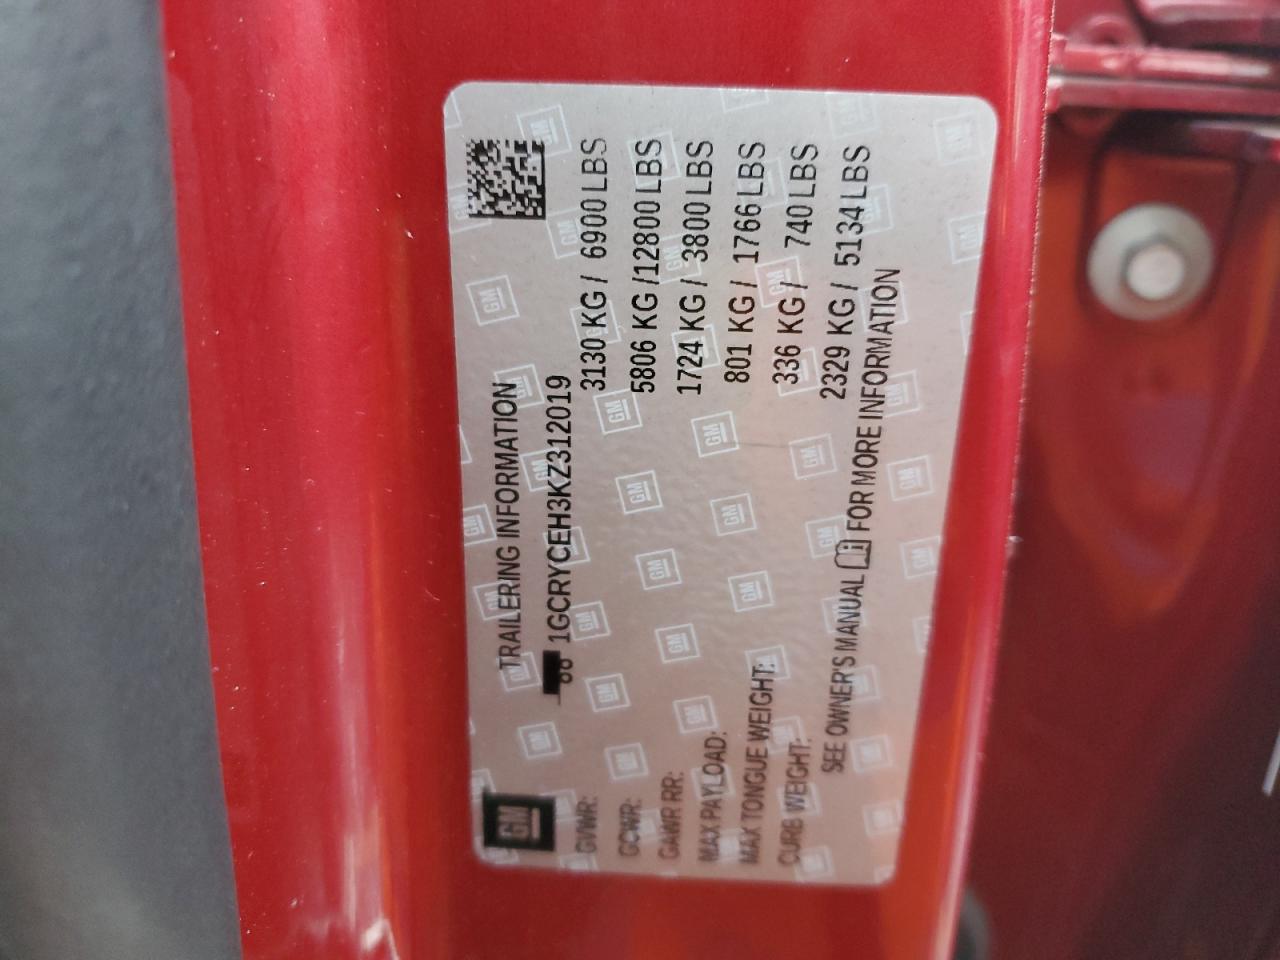 GM
TRAILERING INFORMATION
1GCRYCEH3KZ312019
GVWR: 3130 KG / 6900 LBS
GCWR: 5806 KG / 12800 LBS
GAWR RR: 1724 KG / 3800 LBS
MAX PAYLOAD: 801 KG / 1766 LBS
MAX TONGUE WEIGHT: 336 KG / 740 LBS
CURB WEIGHT: 2329 KG / 5134 LBS
SEE OWNER'S MANUAL i FOR MORE INFORMATION